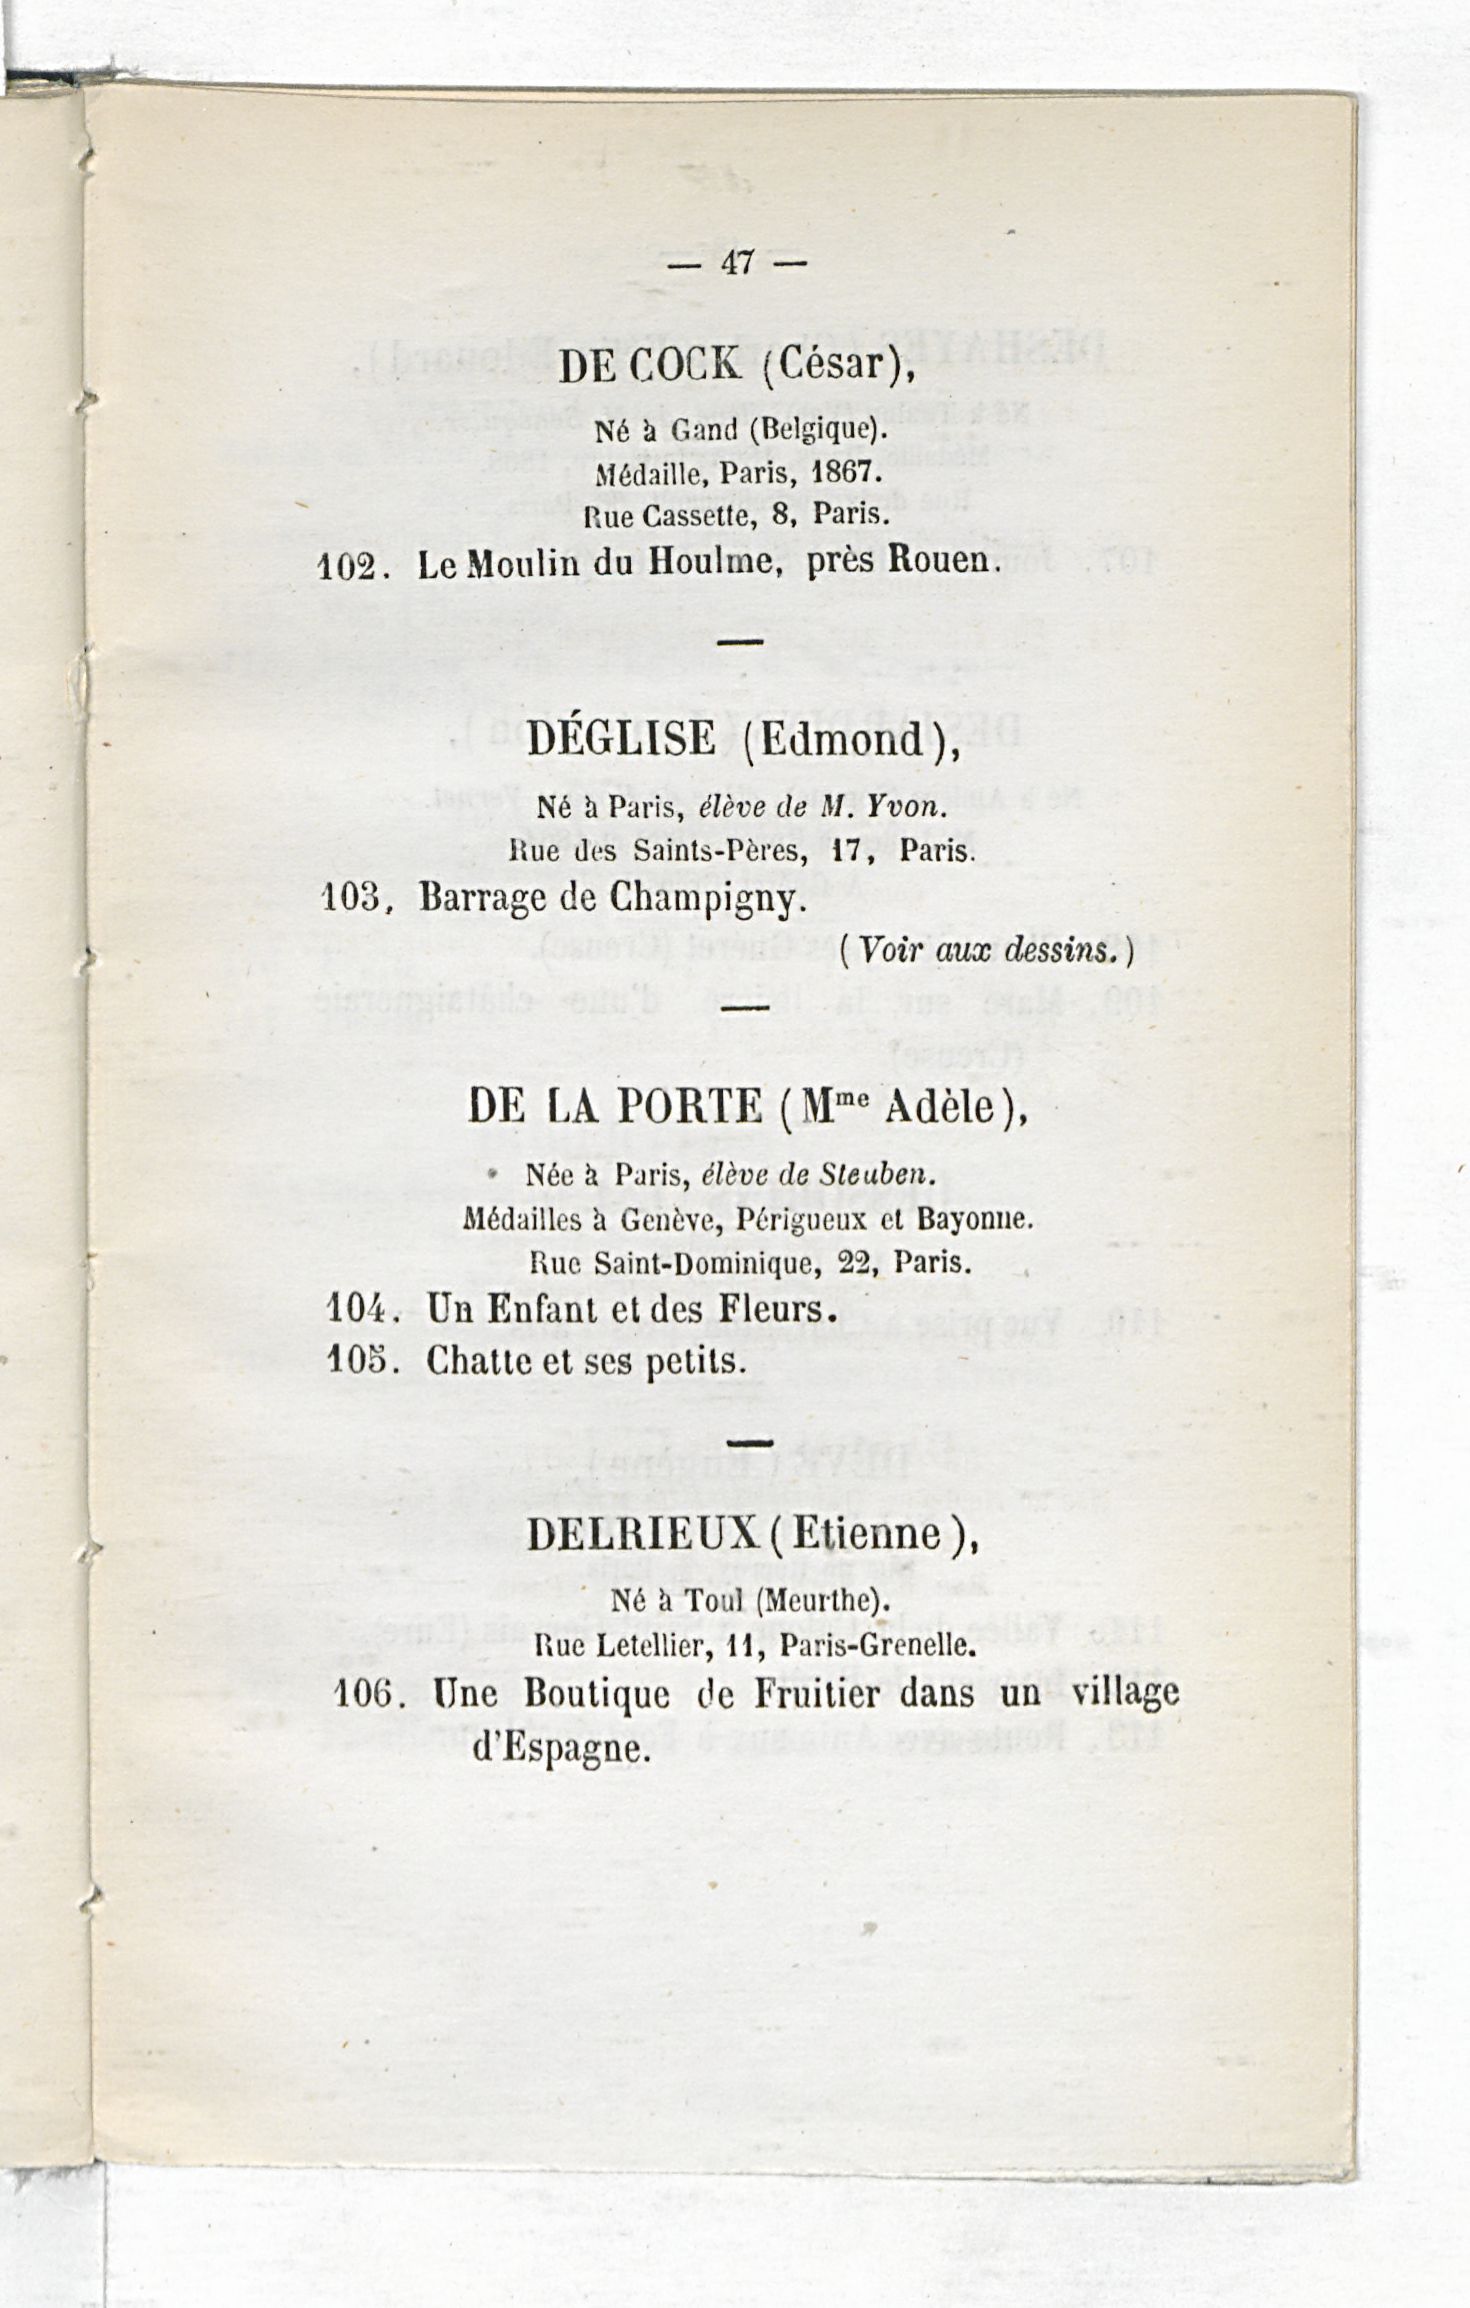 — 47 —
DE COCK (César),
Né à Gand (Belgique).
Médaille, Paris, 1867.
Rue Cassette, 8, Paris.
102. Le Moulin du Houlme, près Rouen.
DÉGLISE (Edmond),
Né à Paris, élève de M. Yvon.
Rue des Saints-Pères, 17, Paris.
103. Barrage de Champigny.
(Voir aux dessins.)
DE LA PORTE (Mme Adèle),
Née à Paris, élève de Steuben.
Médailles à Genève, Périgueux et Bayonne.
Rue Saint-Dominique, 22, Paris.
104. Un Enfant et des Fleurs.
105. Chatte et ses petits.
DELRIEUX (Etienne),
Né à Toul (Meurthe).
Rue Letellier, 11, Paris-Grenelle.
106. Une Boutique de Fruitier dans un village
d'Espagne.